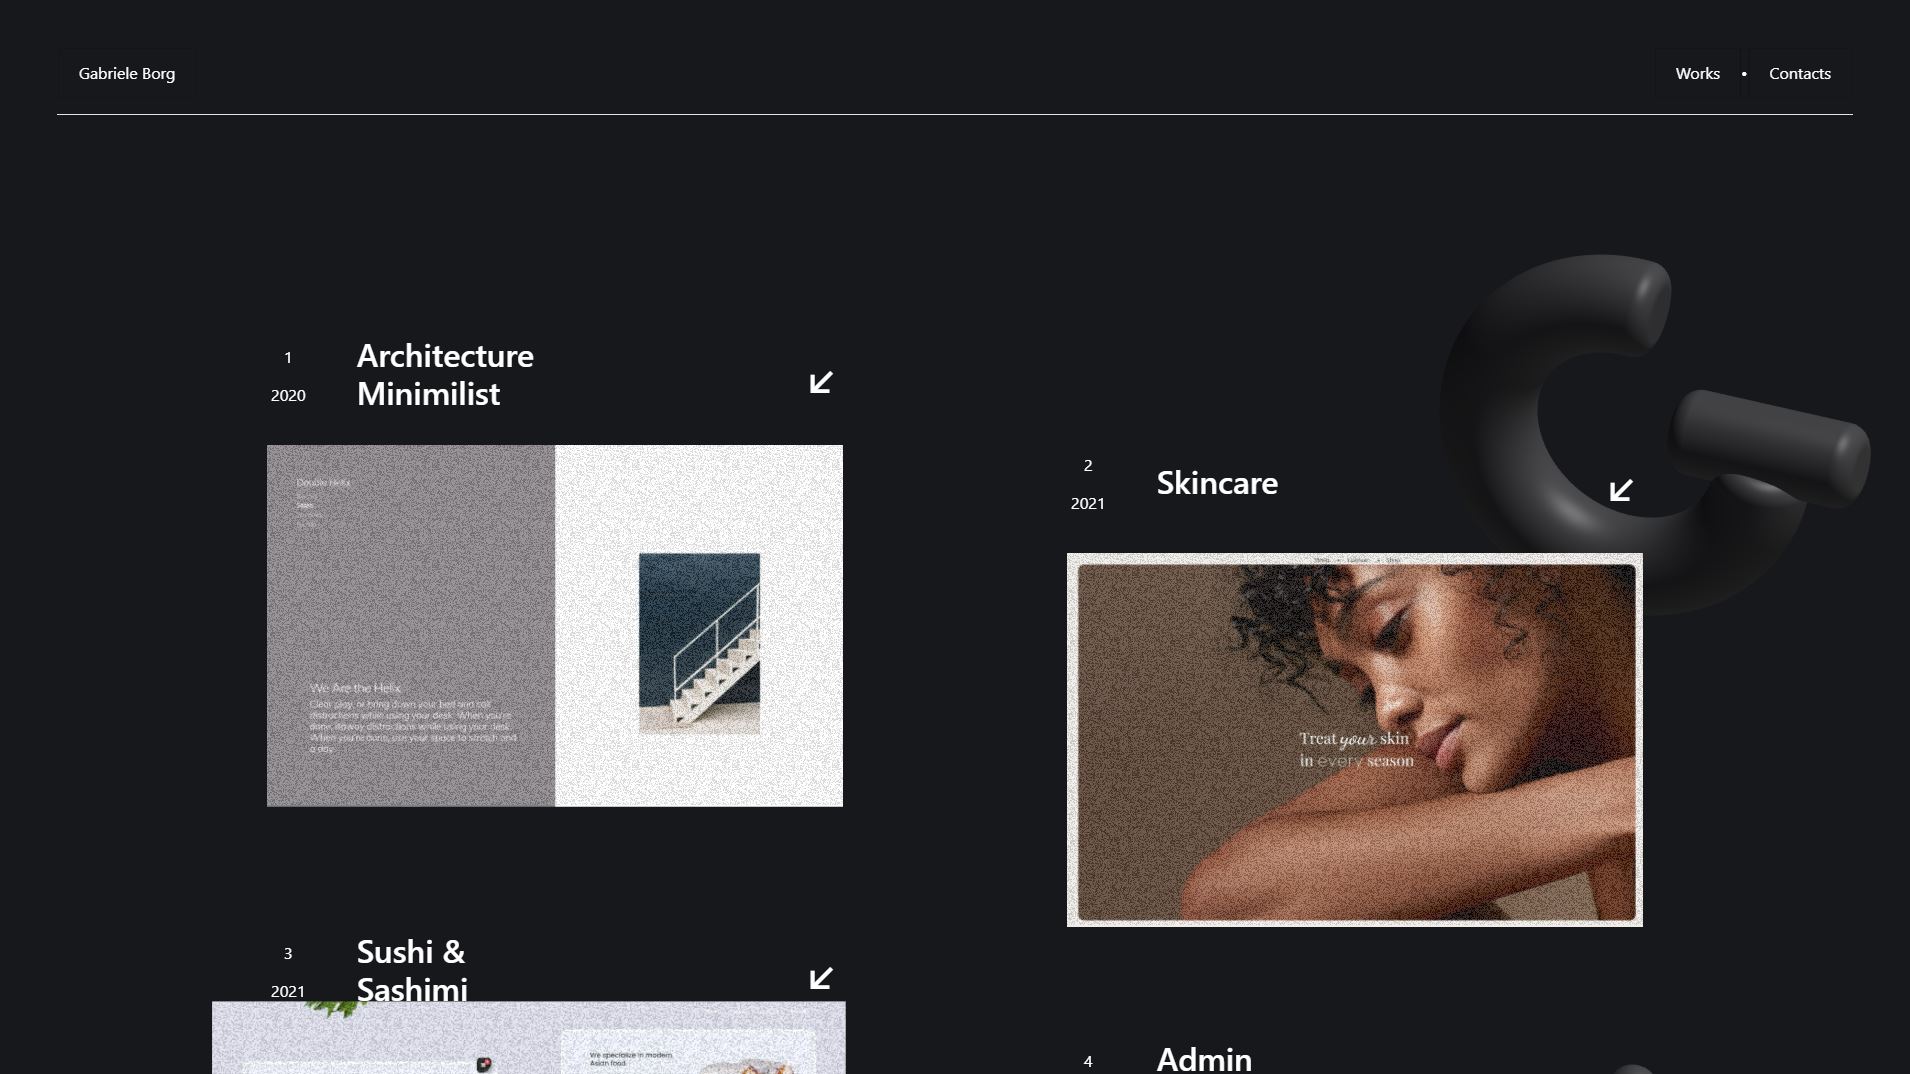 Gabriele Borg
Works • Contacts
1
2020
Architecture
Minimilist
Double Helix
We Are the Helix
Clear play, or bring down your bed and roll
distractions while using your desk. When you're
done, stoway distractions while using your desk.
When you're done, use your space to stretch and
a day.
2
2021
Skincare
Treat your skin
in every season
3
2021
Sushi &
Sashimi
We specialize in modern
Asian food.
4
Admin